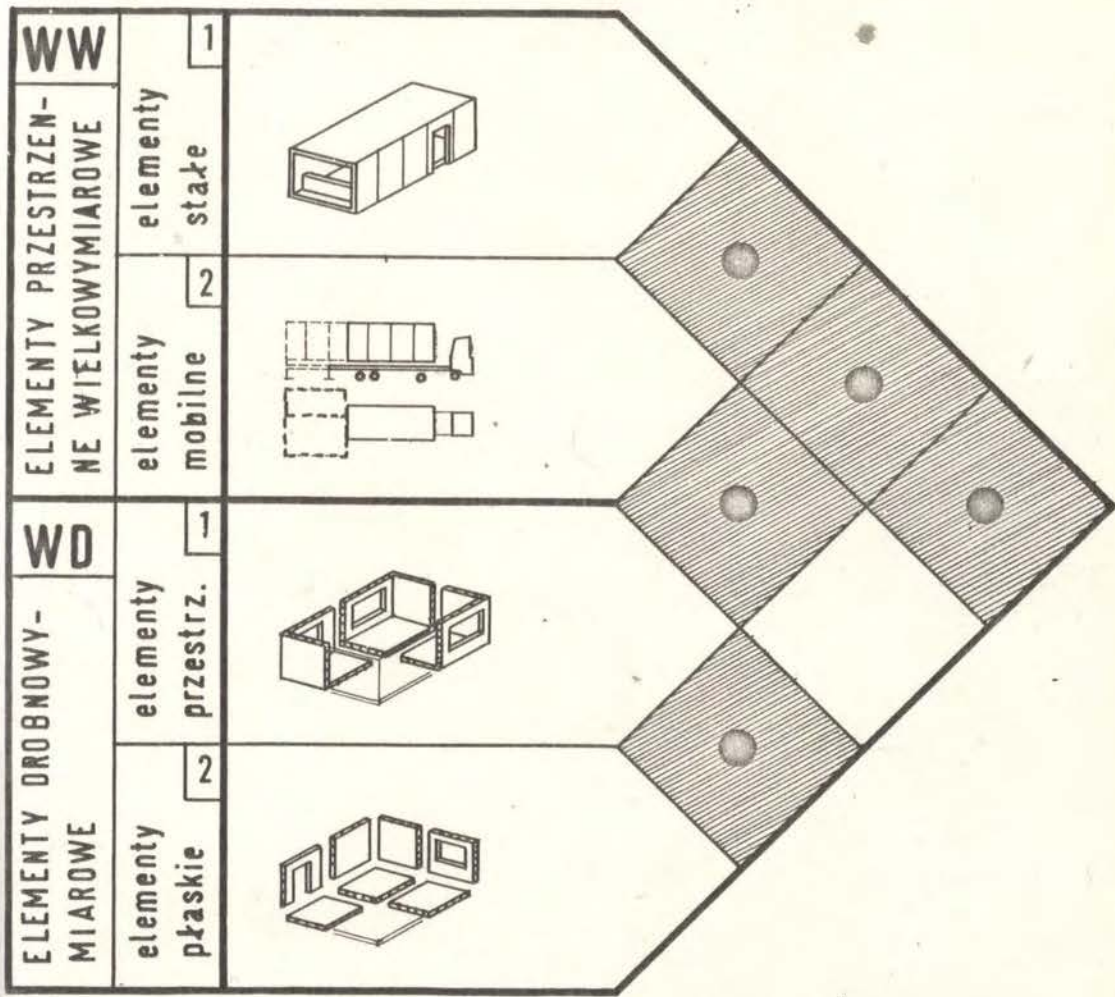 WW
ELEMENTY PRZESTRZEN-
NE WIELKOWYMIAROWE
1
elementy
stałe
2
elementy
mobilne
WD
ELEMENTY DROBNOWY-
MIAROWE
1
elementy
przestrz.
2
elementy
płaskie